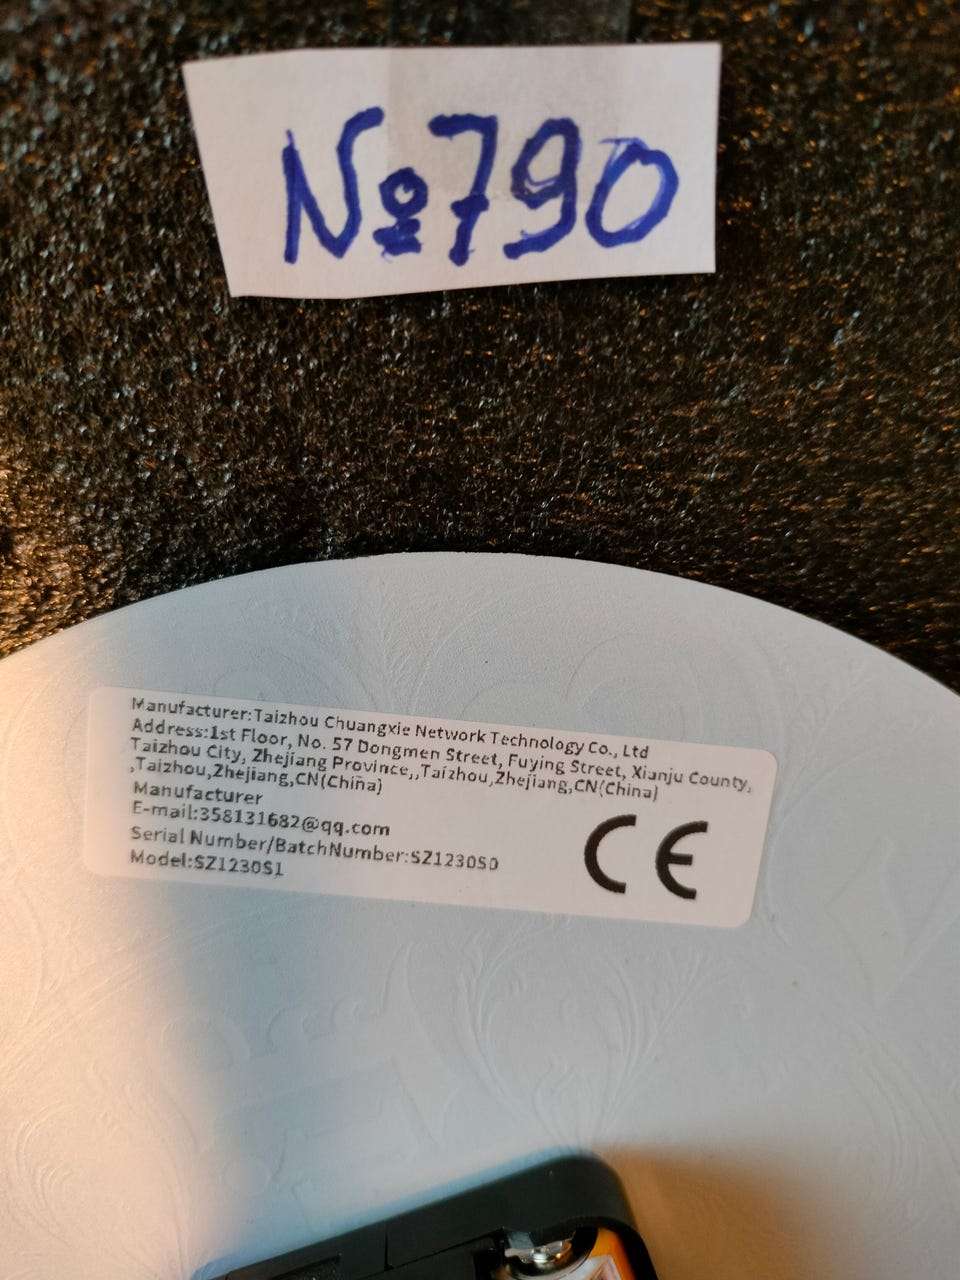 №790
Manufacturer:Taizhou Chuangxie Network Technology Co., Ltd
Address:1st Floor, No. 57 Dongmen Street, Fuying Street, Xianju County,
Taizhou City, Zhejiang Province,,Taizhou,Zhejiang,CN(China)
,Taizhou,Zhejiang,CN(China)
Manufacturer
E-mail:358131682@qq.com
Serial Number/BatchNumber:SZ1230S0
Model:SZ1230S1
CE